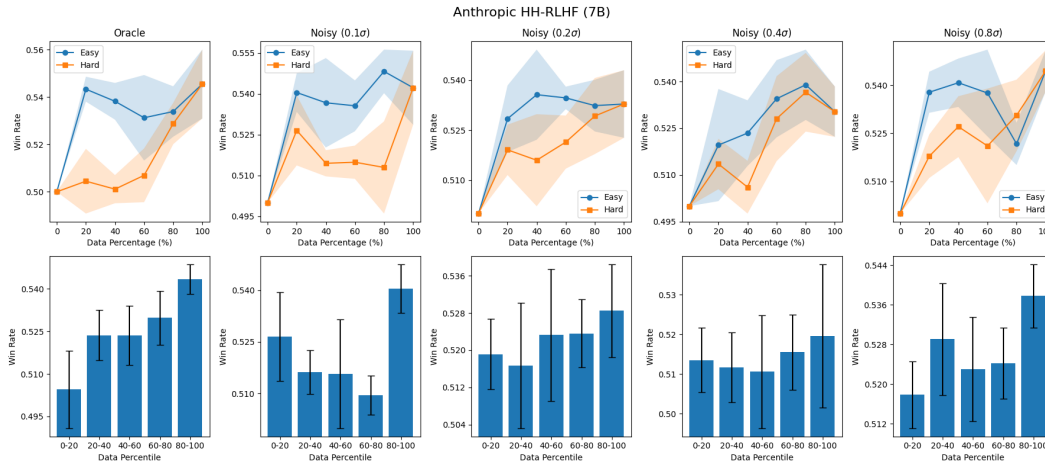 Anthropic HH-RLHF (7B)
Oracle
Noisy (0.1σ)
Noisy (0.2σ)
Noisy (0.4σ)
Noisy (0.8σ)
Win Rate
0.56
0.54
0.52
0.50
Easy
Hard
0 20 40 60 80 100
Data Percentage (%)
Win Rate
0.555
0.540
0.525
0.510
0.495
Easy
Hard
0 20 40 60 80 100
Data Percentage (%)
Win Rate
0.540
0.525
0.510
Easy
Hard
0 20 40 60 80 100
Data Percentage (%)
Win Rate
0.540
0.525
0.510
0.495
Easy
Hard
0 20 40 60 80 100
Data Percentage (%)
Win Rate
0.540
0.525
0.510
Easy
Hard
0 20 40 60 80
Data Percentage (%)
Win Rate
0.540
0.525
0.510
0.495
0-20 20-40 40-60 60-80 80-100
Data Percentile
Win Rate
0.540
0.525
0.510
0-20 20-40 40-60 60-80 80-100
Data Percentile
Win Rate
0.536
0.528
0.520
0.512
0.504
0-20 20-40 40-60 60-80 80-100
Data Percentile
Win Rate
0.53
0.52
0.51
0.50
0-20 20-40 40-60 60-80 80-100
Data Percentile
Win Rate
0.544
0.536
0.528
0.520
0.512
0-20 20-40 40-60 60-80 80-100
Data Percentile